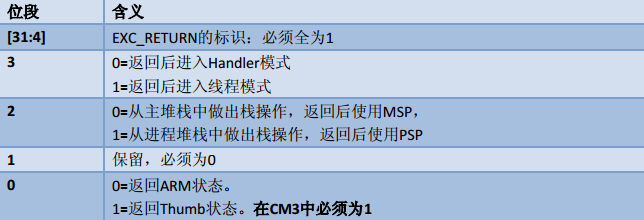 位段 含义
[31:4] EXC_RETURN的标识：必须全为1
3 0=返回后进入Handler模式
1=返回后进入线程模式
2 0=从主堆栈中做出栈操作，返回后使用MSP，
1=从进程堆栈中做出栈操作，返回后使用PSP
1 保留，必须为0
0 0=返回ARM状态。
1=返回Thumb状态。在CM3中必须为1